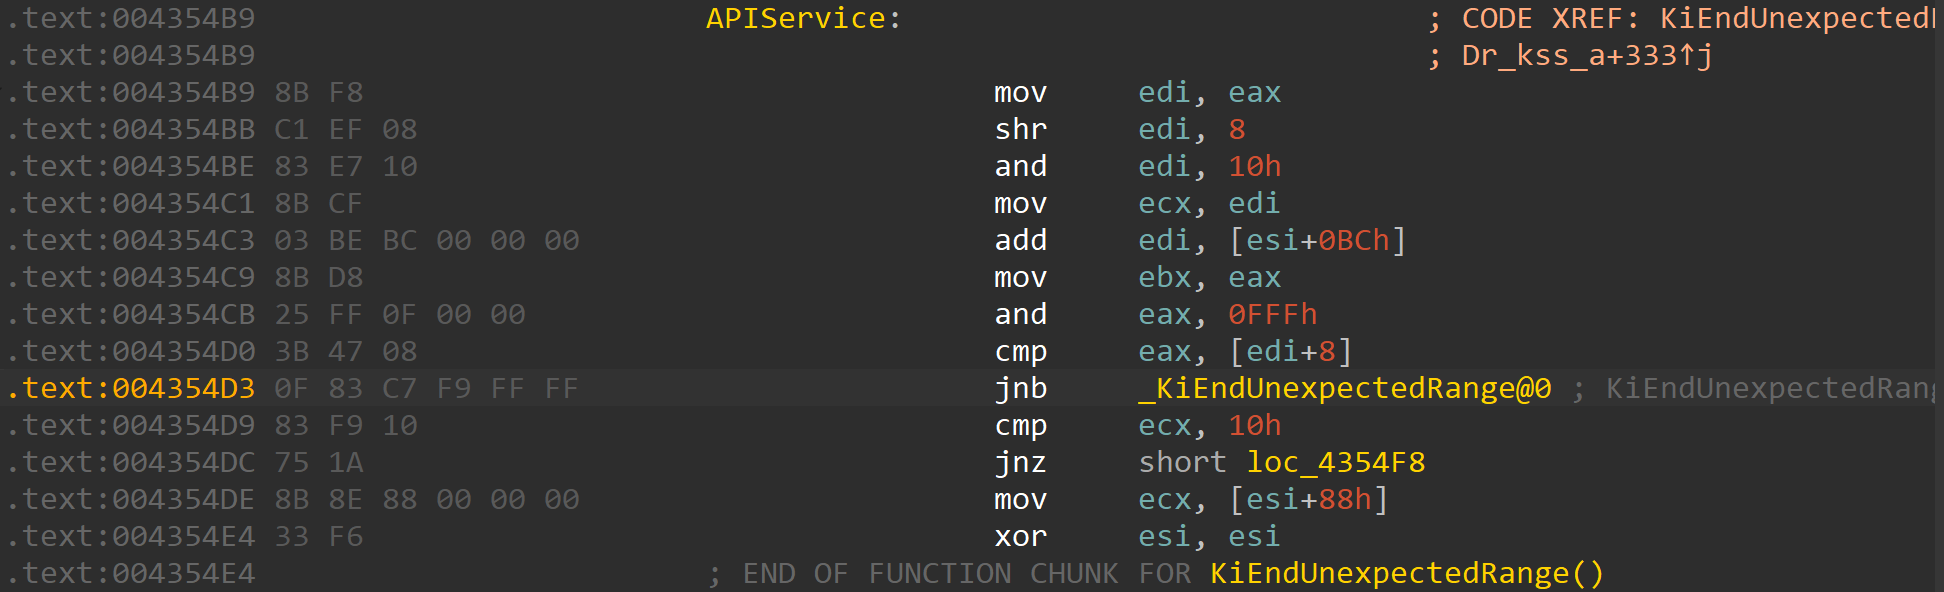 .text:004354B9 APIService: ; CODE XREF: KiEndUnexpected
.text:004354B9 ; Dr_kss_a+333↑j
.text:004354B9 8B F8 mov edi, eax
.text:004354BB C1 EF 08 shr edi, 8
.text:004354BE 83 E7 10 and edi, 10h
.text:004354C1 8B CF mov ecx, edi
.text:004354C3 03 BE BC 00 00 00 add edi, [esi+0BCh]
.text:004354C9 8B D8 mov ebx, eax
.text:004354CB 25 FF 0F 00 00 and eax, 0FFFh
.text:004354D0 3B 47 08 cmp eax, [edi+8]
.text:004354D3 0F 83 C7 F9 FF FF jnb _KiEndUnexpectedRange@0 ; KiEndUnexpectedRang
.text:004354D9 83 F9 10 cmp ecx, 10h
.text:004354DC 75 1A jnz short loc_4354F8
.text:004354DE 8B 8E 88 00 00 00 mov ecx, [esi+88h]
.text:004354E4 33 F6 xor esi, esi
.text:004354E4 ; END OF FUNCTION CHUNK FOR KiEndUnexpectedRange()